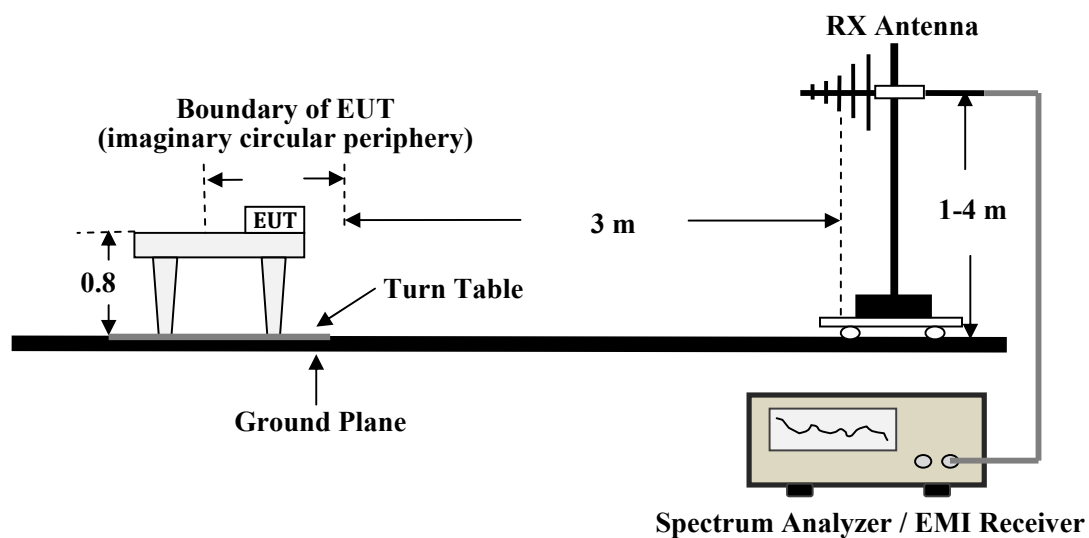 RX Antenna
Boundary of EUT
(imaginary circular periphery)
EUT
3 m
1-4 m
0.8
Turn Table
Ground Plane
Spectrum Analyzer / EMI Receiver